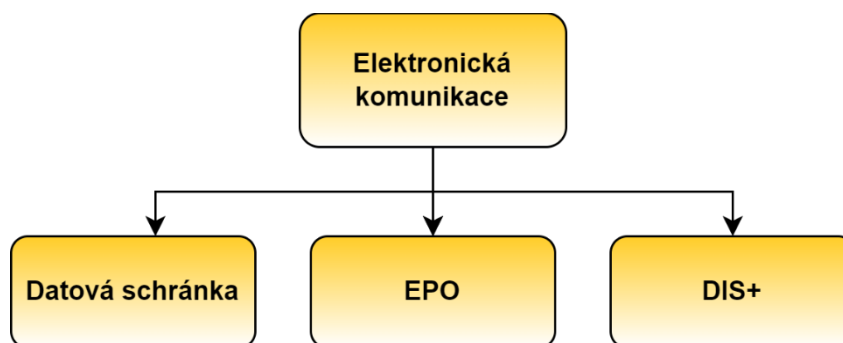 Elektronická
komunikace
Datová schránka
EPO
DIS+